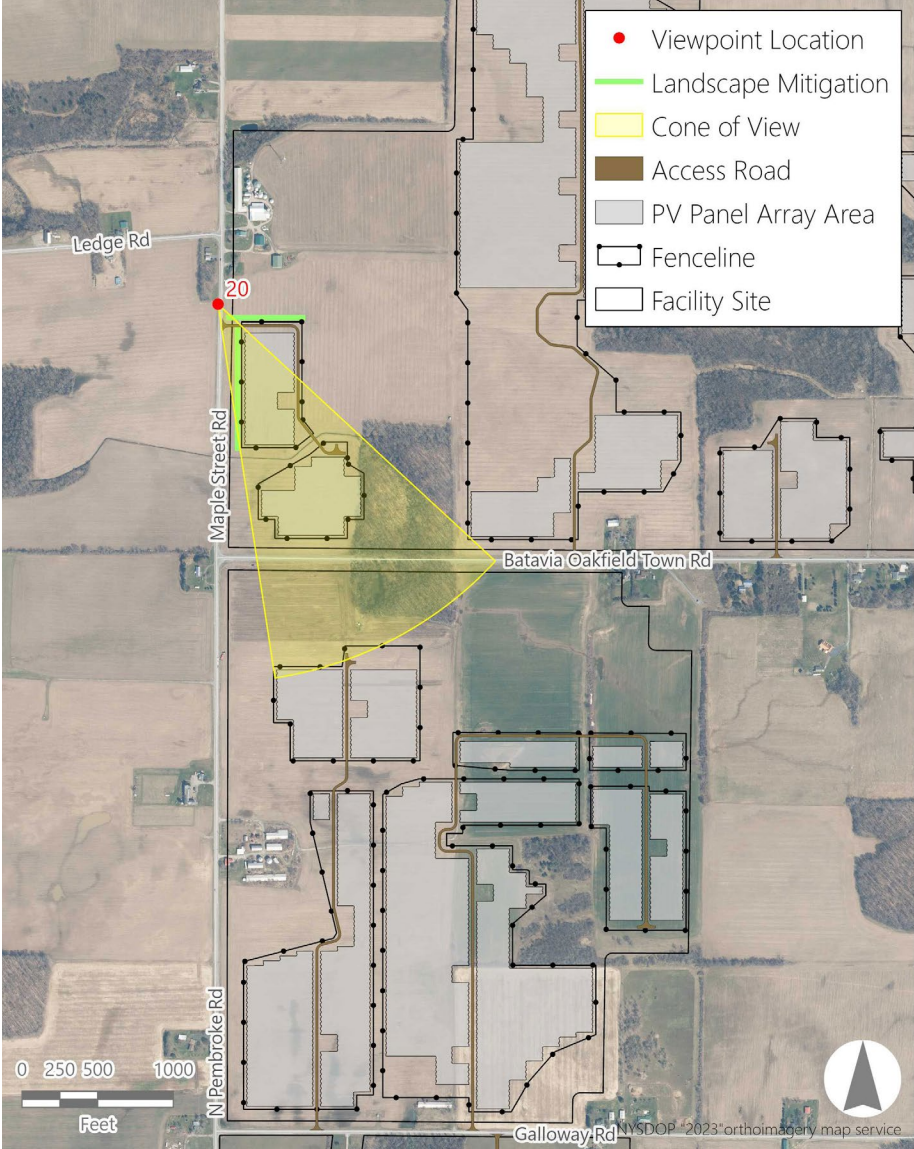 Viewpoint Location
Landscape Mitigation
Cone of View
Access Road
PV Panel Array Area
Fenceline
Facility Site
Ledge Rd
20
Maple Street Rd
Batavia Oakfield Town Rd
N Pembroke Rd
0 250 500 1000
Feet
Galloway Rd
NYSDOP "2023"orthoimagery map service